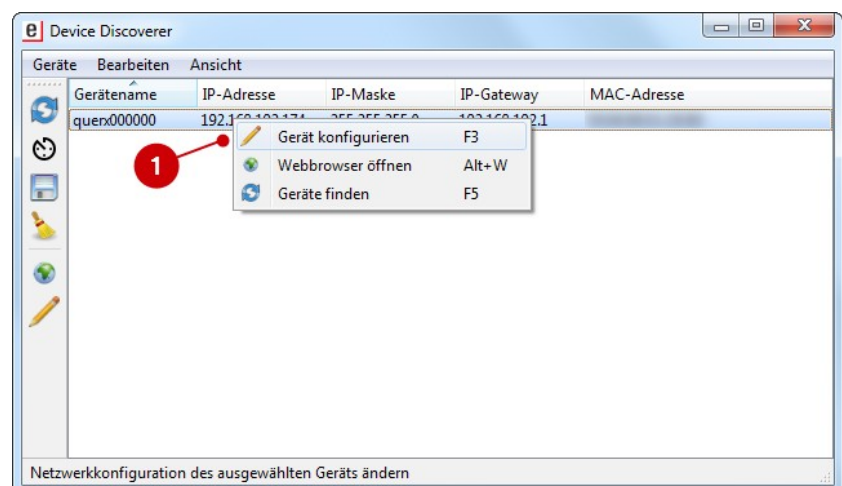 e Device Discoverer
Geräte Bearbeiten Ansicht
Gerätename IP-Adresse IP-Maske IP-Gateway MAC-Adresse
querx000000
Gerät konfigurieren F3
1
Webbrowser öffnen Alt+W
Geräte finden F5
Netzwerkkonfiguration des ausgewählten Geräts ändern